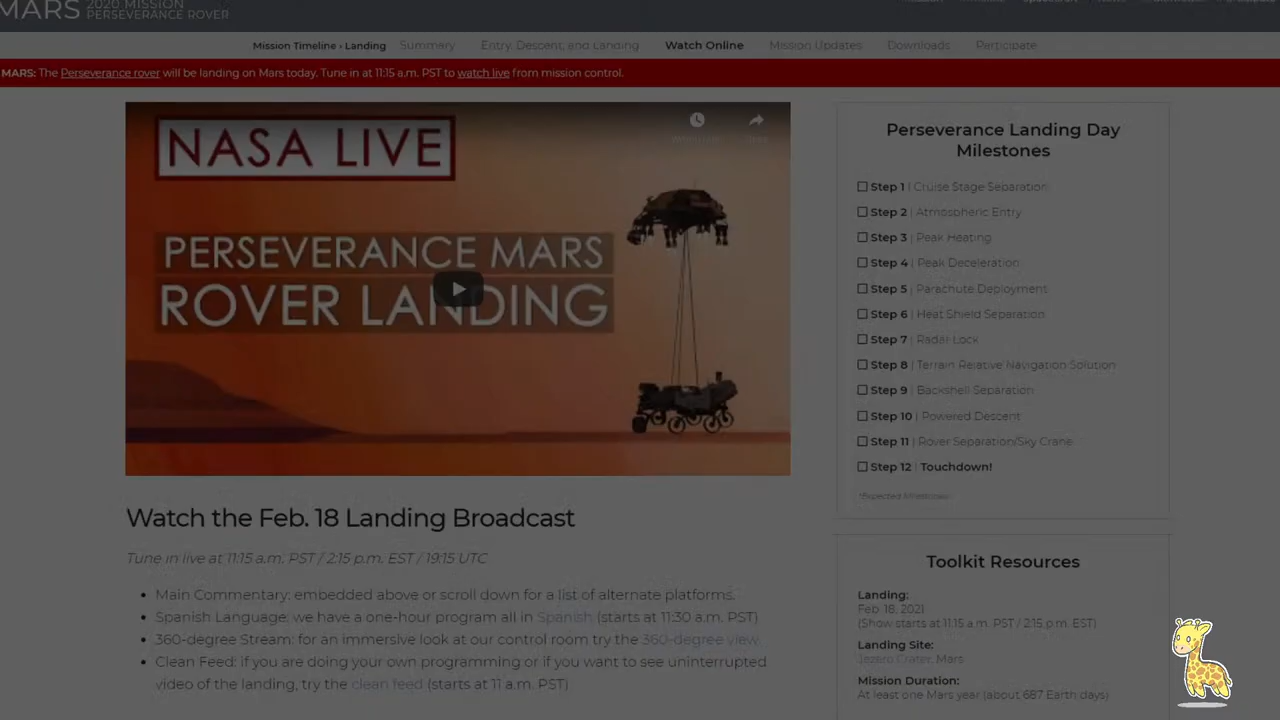 MARS 2020 MISSION
PERSEVERANCE ROVER
Mission Timeline › Landing Summary Entry, Descent, and Landing Watch Online Mission Updates Downloads Participate
MARS: The Perseverance rover will be landing on Mars today. Tune in at 11:15 a.m. PST to watch live from mission control.
NASA LIVE
PERSEVERANCE MARS
ROVER LANDING
Watch the Feb. 18 Landing Broadcast
Tune in live at 11:15 a.m. PST / 2:15 p.m. EST / 19:15 UTC
• Main Commentary: embedded above or scroll down for a list of alternate platforms.
• Spanish Language: we have a one-hour program all in Spanish (starts at 11:30 a.m. PST)
• 360-degree Stream: for an immersive look at our control room try the 360-degree view.
• Clean Feed: if you are doing your own programming or if you want to see uninterrupted
video of the landing, try the clean feed (starts at 11 a.m. PST)
Perseverance Landing Day
Milestones
Step 1 | Cruise Stage Separation
Step 2 | Atmospheric Entry
Step 3 | Peak Heating
Step 4 | Peak Deceleration
Step 5 | Parachute Deployment
Step 6 | Heat Shield Separation
Step 7 | Radar Lock
Step 8 | Terrain Relative Navigation Solution
Step 9 | Backshell Separation
Step 10 | Powered Descent
Step 11 | Rover Separation/Sky Crane
Step 12 | Touchdown!
*Expected Milestones
Toolkit Resources
Landing:
Feb. 18, 2021
(Show starts at 11:15 a.m. PST / 2:15 p.m. EST)
Landing Site:
Jezero Crater, Mars
Mission Duration:
At least one Mars year (about 687 Earth days)